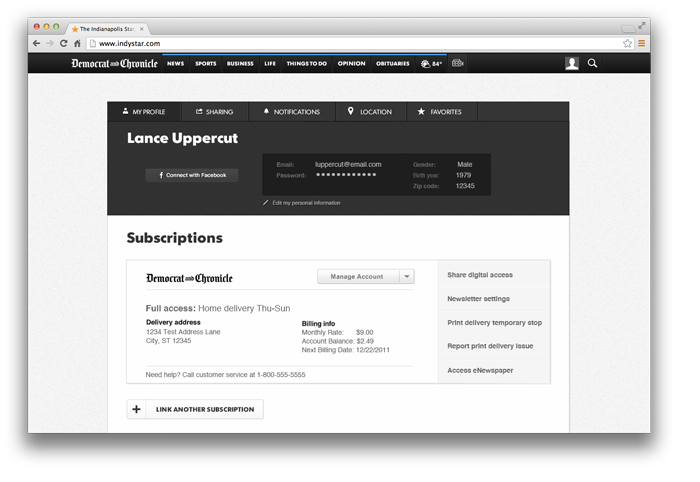 The Indianapolis Star
www.indystar.com
Democrat and Chronicle NEWS SPORTS BUSINESS LIFE THINGS TO DO OPINION OBITUARIES 84°
MY PROFILE SHARING NOTIFICATIONS LOCATION FAVORITES
Lance Uppercut
Connect with Facebook
Email: luppercut@email.com Gender: Male
Password: ●●●●●●●●●●●● Birth year: 1979
Zip code: 12345
Edit my personal information
Subscriptions
Democrat and Chronicle Manage Account
Full access: Home delivery Thu-Sun
Delivery address
1234 Test Address Lane
City, ST 12345
Billing info
Monthly Rate: $9.00
Account Balance: $2.49
Next Billing Date: 12/22/2011
Need help? Call customer service at 1-800-555-5555
Share digital access
Newsletter settings
Print delivery temporary stop
Report print delivery issue
Access eNewspaper
LINK ANOTHER SUBSCRIPTION